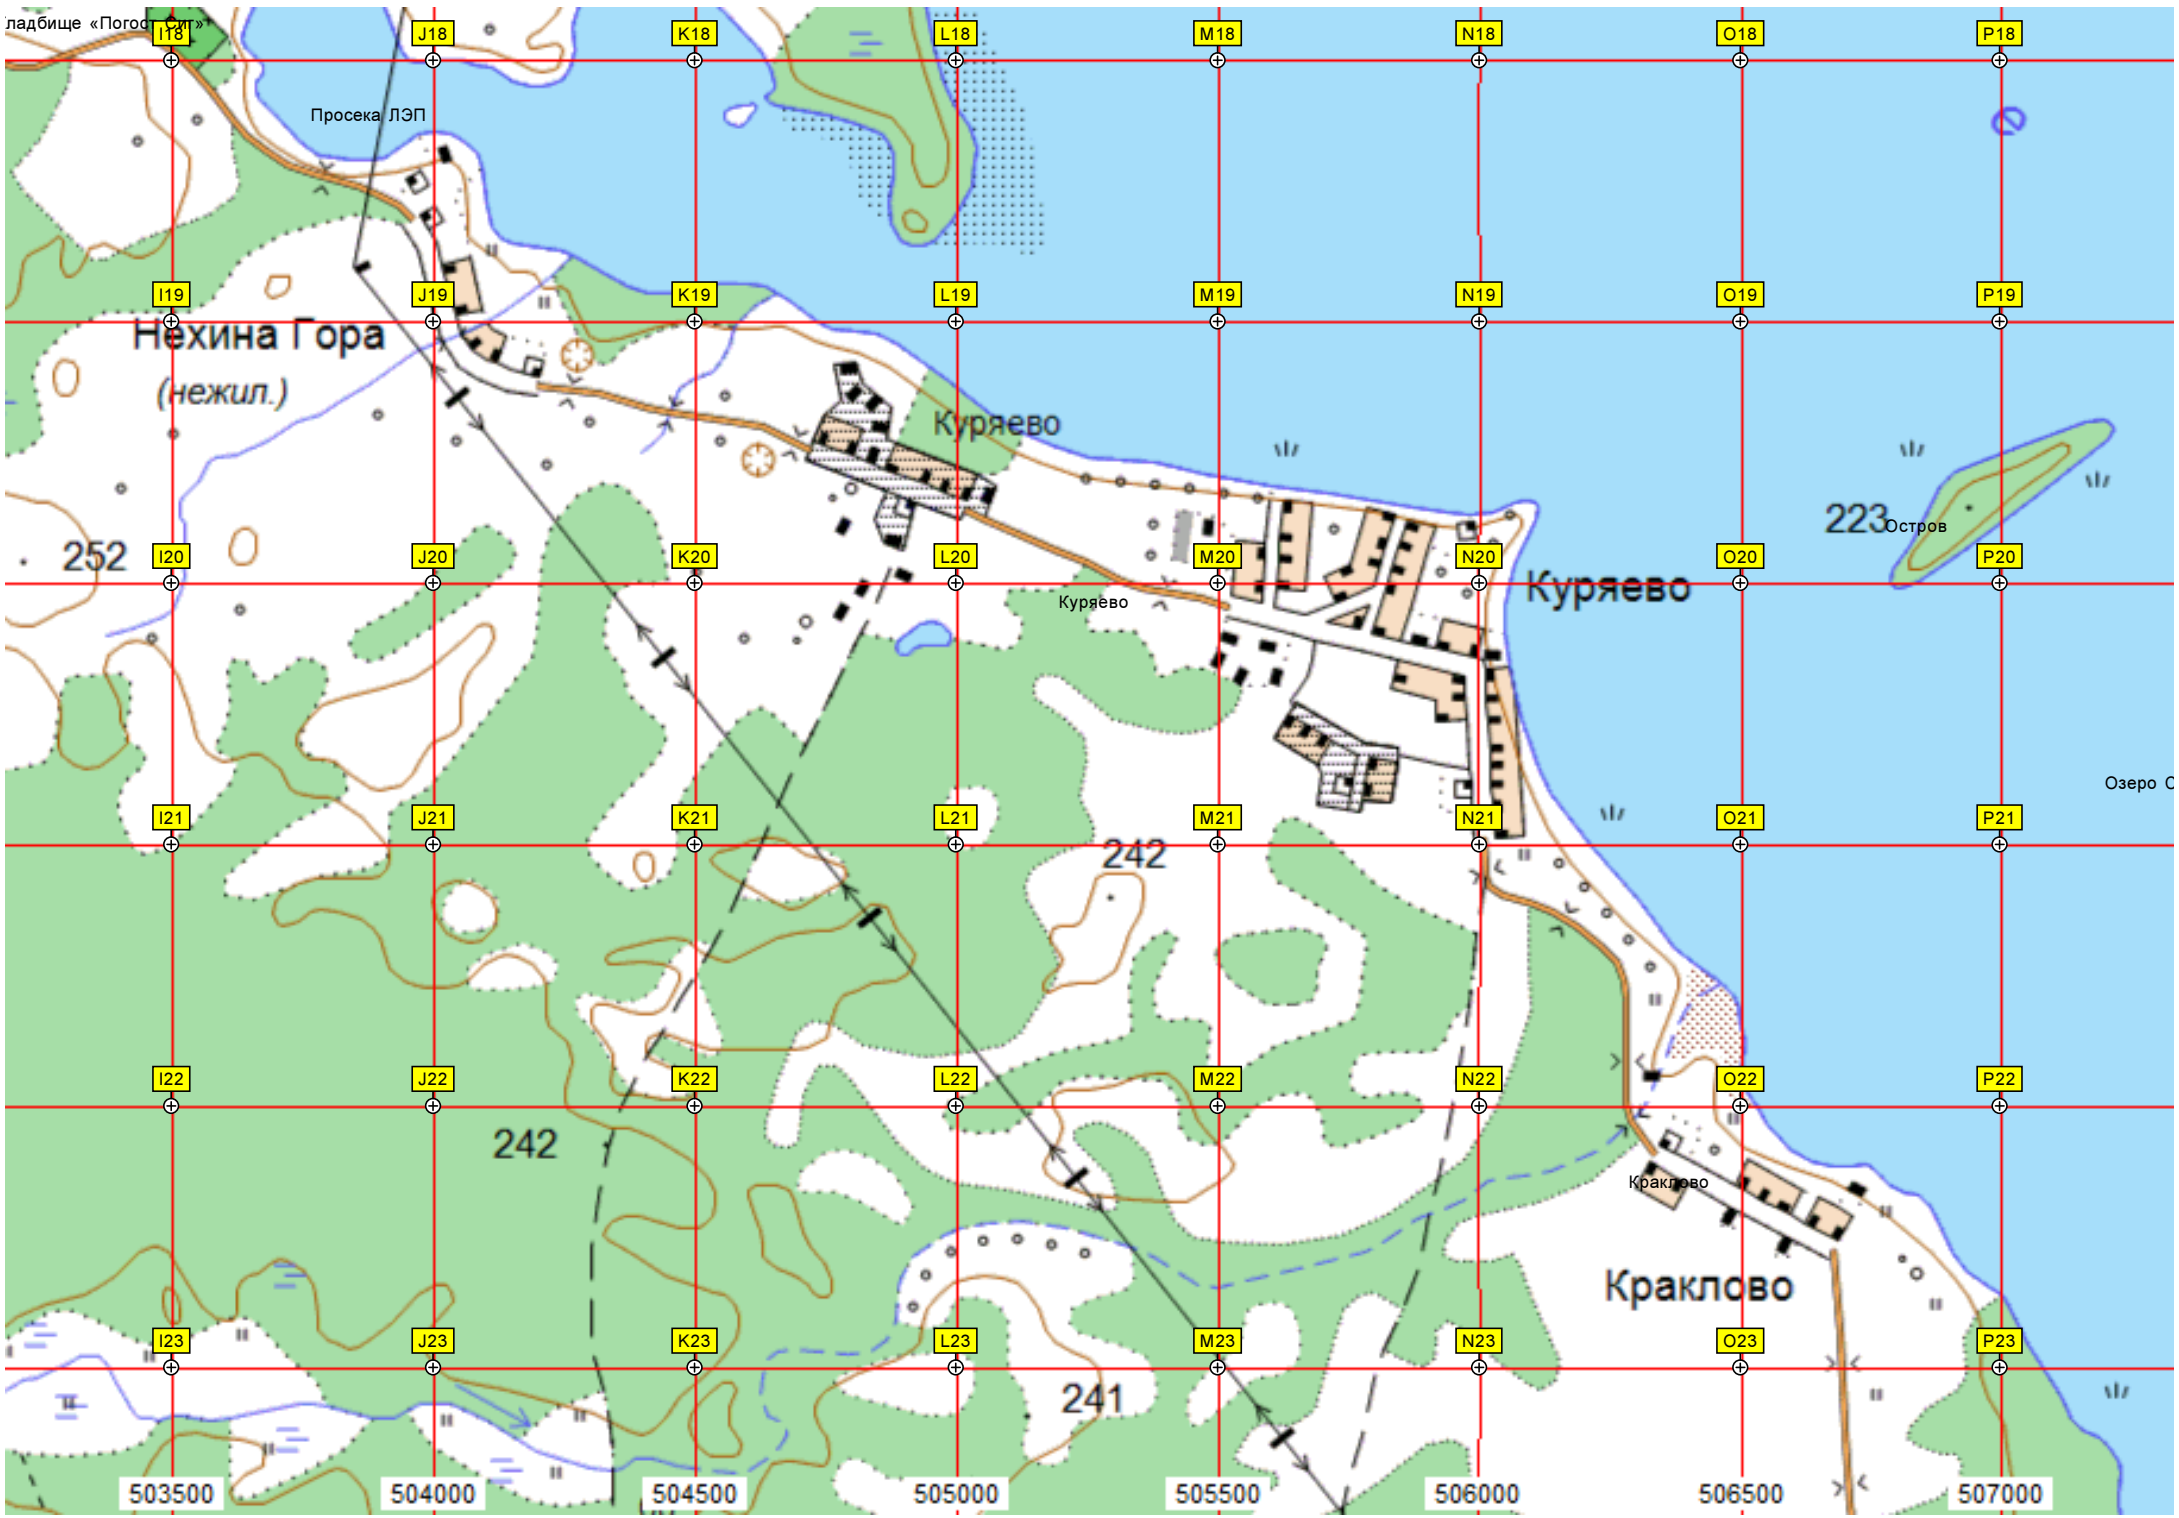 ладбище «Погост Сиг»
I18 J18 K18 L18 M18 N18 O18 P18
Просека ЛЭП
е
I19 J19 K19 L19 M19 N19 O19 P19
Нехина Гора
(нежил.)
Куряево
223
Остров
252
I20 J20 K20 L20 M20 N20 O20 P20
Куряево
Куряево
Озеро С
I21 J21 K21 L21 M21 N21 O21 P21
242
I22 J22 K22 L22 M22 N22 O22 P22
242
Краклово
Краклово
I23 J23 K23 L23 M23 N23 O23 P23
241
503500 504000 504500 505000 505500 506000 506500 507000